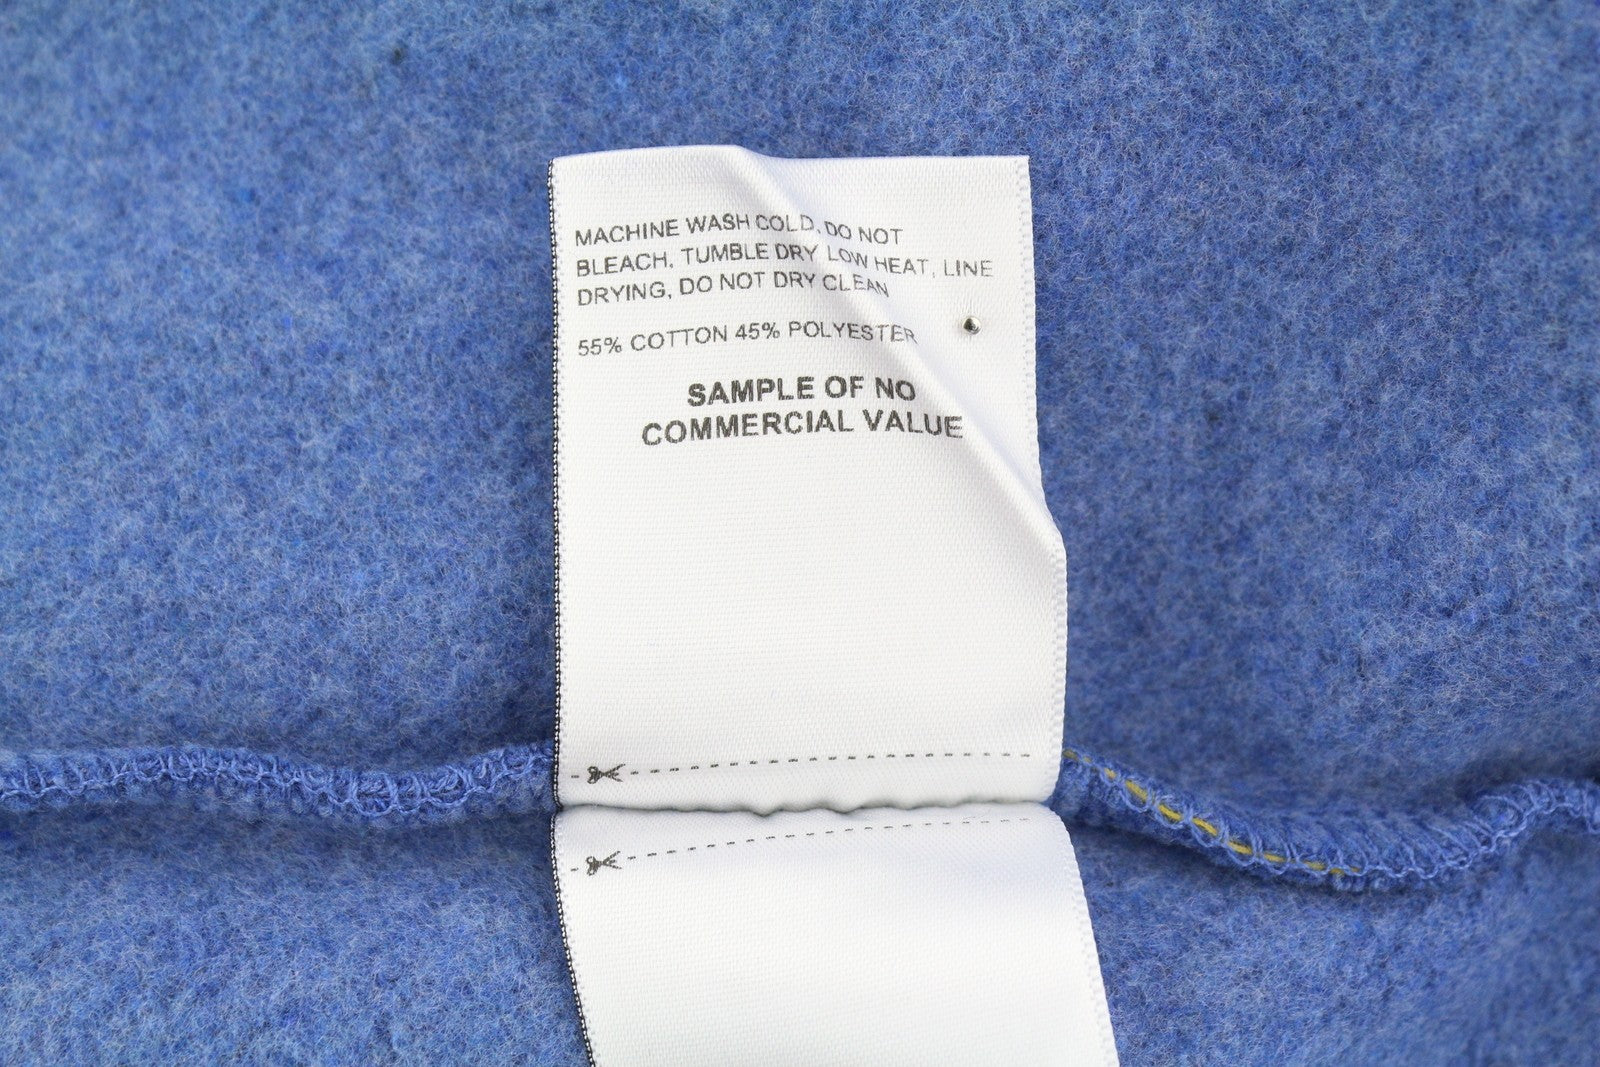 MACHINE WASH COLD, DO NOT
BLEACH, TUMBLE DRY LOW HEAT, LINE
DRYING, DO NOT DRY CLEAN
55% COTTON 45% POLYESTER
SAMPLE OF NO
COMMERCIAL VALUE